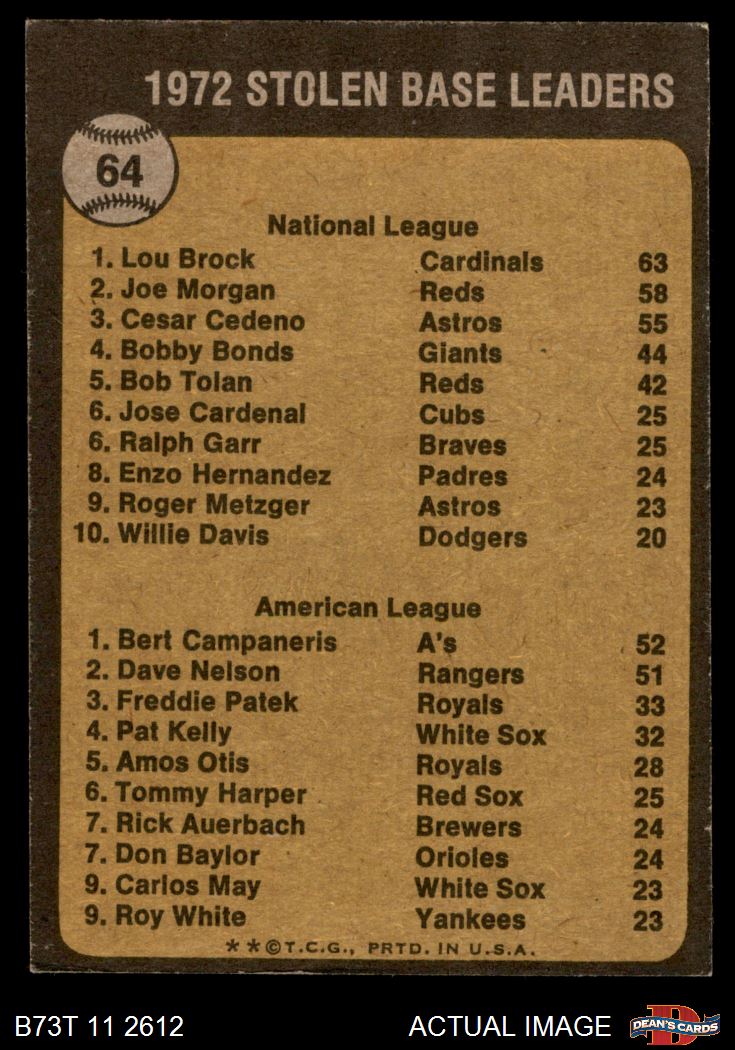 1972 STOLEN BASE LEADERS
64
National League
1. Lou Brock Cardinals 63
2. Joe Morgan Reds 58
3. Cesar Cedeno Astros 55
4. Bobby Bonds Giants 44
5. Bob Tolan Reds 42
6. Jose Cardenal Cubs 25
6. Ralph Garr Braves 25
8. Enzo Hernandez Padres 24
9. Roger Metzger Astros 23
10. Willie Davis Dodgers 20
American League
1. Bert Campaneris A's 52
2. Dave Nelson Rangers 51
3. Freddie Patek Royals 33
4. Pat Kelly White Sox 32
5. Amos Otis Royals 28
6. Tommy Harper Red Sox 25
7. Rick Auerbach Brewers 24
7. Don Baylor Orioles 24
9. Carlos May White Sox 23
9. Roy White Yankees 23
**©T.C.G., PRTD. IN U.S.A.
B73T 11 2612 ACTUAL IMAGE D DEAN'S CARDS